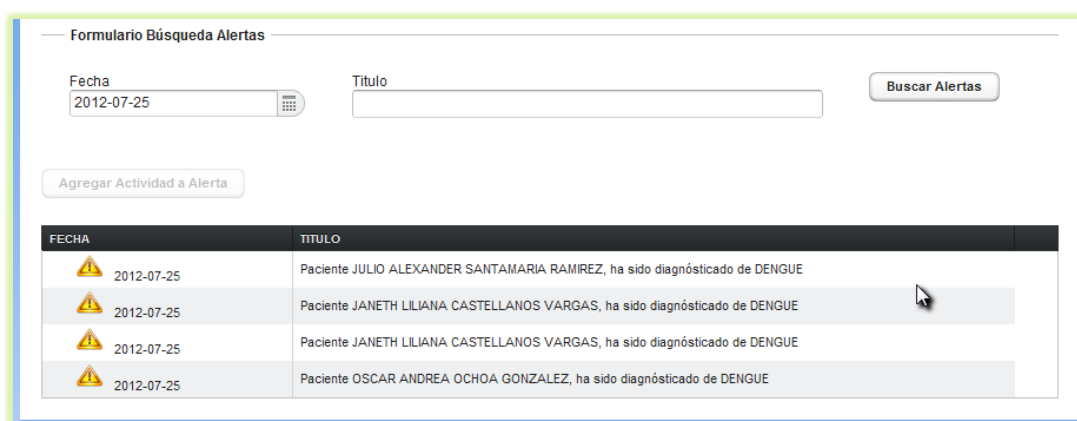 Formulario Búsqueda Alertas
Fecha Titulo
2012-07-25 Buscar Alertas
Agregar Actividad a Alerta
FECHA TITULO
2012-07-25 Paciente JULIO ALEXANDER SANTAMARIA RAMIREZ, ha sido diagnósticado de DENGUE
2012-07-25 Paciente JANETH LILIANA CASTELLANOS VARGAS, ha sido diagnósticado de DENGUE
2012-07-25 Paciente JANETH LILIANA CASTELLANOS VARGAS, ha sido diagnósticado de DENGUE
2012-07-25 Paciente OSCAR ANDREA OCHOA GONZALEZ, ha sido diagnósticado de DENGUE